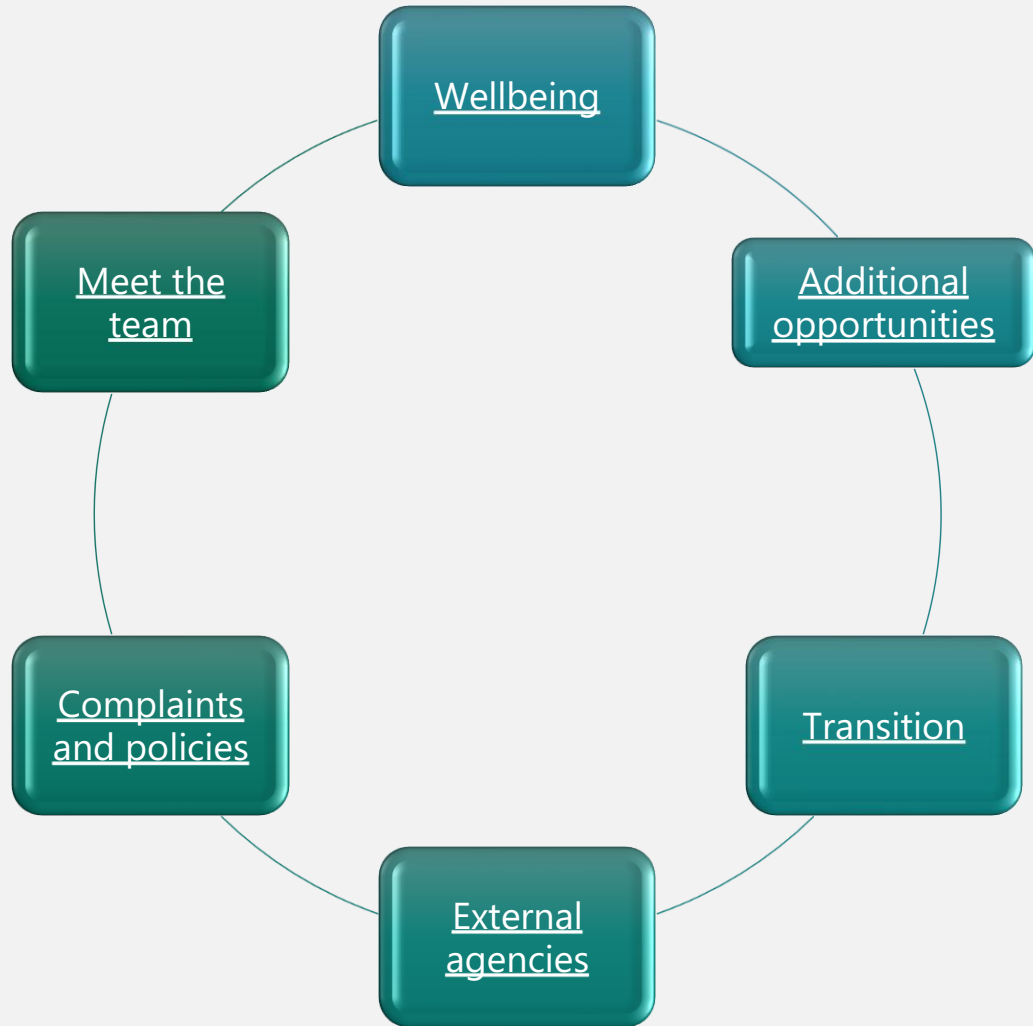 Wellbeing
Additional
opportunities
Transition
External
agencies
Complaints
and policies
Meet the
team